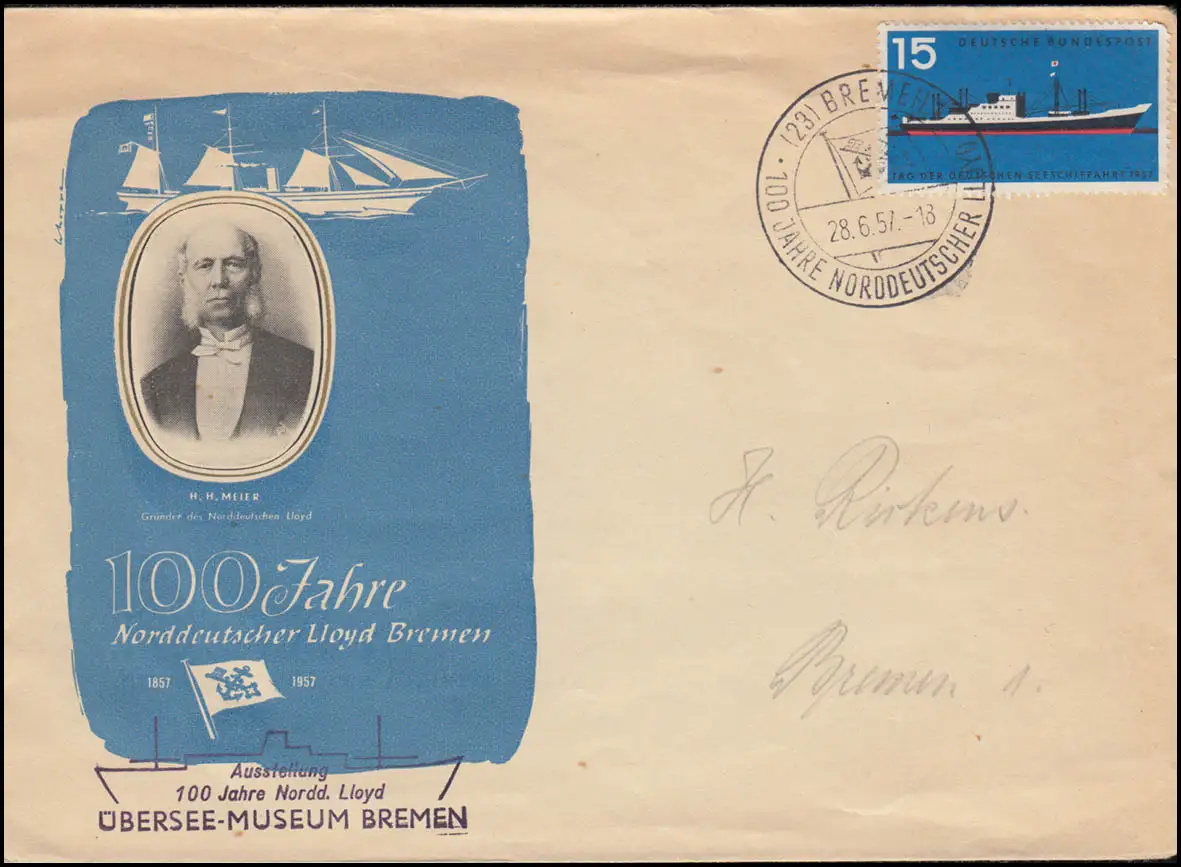 H. H. MEIER
Gründer des Norddeutschen Lloyd
100 Jahre
Norddeutscher Lloyd Bremen
1857 1957
Ausstellung
100 Jahre Nordd. Lloyd
ÜBERSEE-MUSEUM BREMEN
15 DEUTSCHE BUNDESPOST
TAG DER DEUTSCHEN SEESCHIFFAHRT 1957
(23) BREMEN
100 JAHRE NORDDEUTSCHER LLOYD
28.6.57.-18
H. Rirkens.
Bremen 1.